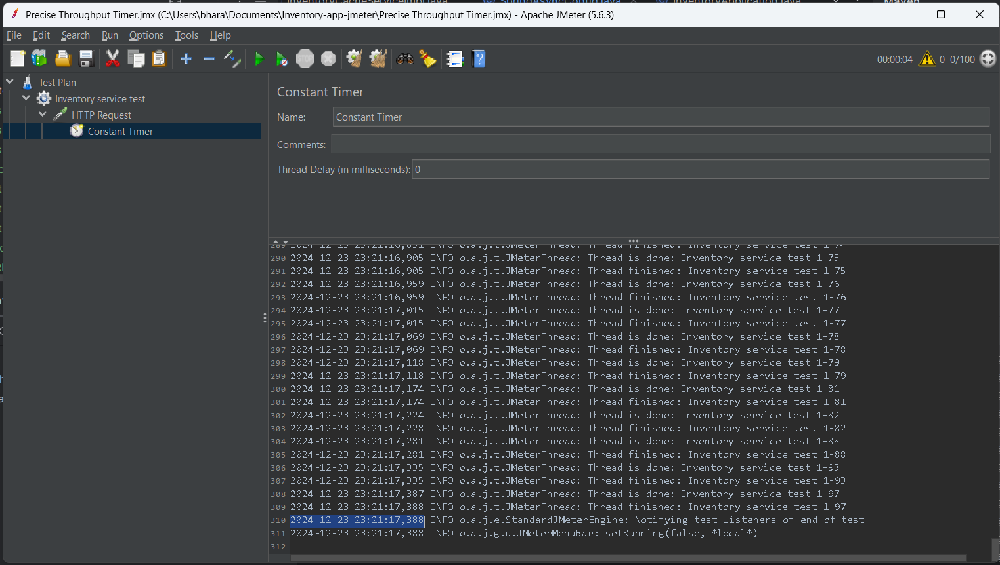 Precise Throughput Timer.jmx (C:\Users\bhara\Documents\Inventory-app-jmeter\Precise Throughput Timer.jmx) - Apache JMeter (5.6.3)
File Edit Search Run Options Tools Help
STOP
00:00:04 0 0/100
Test Plan
Inventory service test
HTTP Request
Constant Timer
Constant Timer
Name: Constant Timer
Comments:
Thread Delay (in milliseconds): 0
289 2024-12-23 23:21:16,851 INFO o.a.j.t.JMeterThread: Thread finished: Inventory service test 1-74
290 2024-12-23 23:21:16,905 INFO o.a.j.t.JMeterThread: Thread is done: Inventory service test 1-75
291 2024-12-23 23:21:16,905 INFO o.a.j.t.JMeterThread: Thread finished: Inventory service test 1-75
292 2024-12-23 23:21:16,959 INFO o.a.j.t.JMeterThread: Thread is done: Inventory service test 1-76
293 2024-12-23 23:21:16,959 INFO o.a.j.t.JMeterThread: Thread finished: Inventory service test 1-76
294 2024-12-23 23:21:17,015 INFO o.a.j.t.JMeterThread: Thread is done: Inventory service test 1-77
295 2024-12-23 23:21:17,015 INFO o.a.j.t.JMeterThread: Thread finished: Inventory service test 1-77
296 2024-12-23 23:21:17,069 INFO o.a.j.t.JMeterThread: Thread is done: Inventory service test 1-78
297 2024-12-23 23:21:17,069 INFO o.a.j.t.JMeterThread: Thread finished: Inventory service test 1-78
298 2024-12-23 23:21:17,118 INFO o.a.j.t.JMeterThread: Thread is done: Inventory service test 1-79
299 2024-12-23 23:21:17,118 INFO o.a.j.t.JMeterThread: Thread finished: Inventory service test 1-79
300 2024-12-23 23:21:17,174 INFO o.a.j.t.JMeterThread: Thread is done: Inventory service test 1-81
301 2024-12-23 23:21:17,174 INFO o.a.j.t.JMeterThread: Thread finished: Inventory service test 1-81
302 2024-12-23 23:21:17,224 INFO o.a.j.t.JMeterThread: Thread is done: Inventory service test 1-82
303 2024-12-23 23:21:17,228 INFO o.a.j.t.JMeterThread: Thread finished: Inventory service test 1-82
304 2024-12-23 23:21:17,281 INFO o.a.j.t.JMeterThread: Thread is done: Inventory service test 1-88
305 2024-12-23 23:21:17,281 INFO o.a.j.t.JMeterThread: Thread finished: Inventory service test 1-88
306 2024-12-23 23:21:17,335 INFO o.a.j.t.JMeterThread: Thread is done: Inventory service test 1-93
307 2024-12-23 23:21:17,335 INFO o.a.j.t.JMeterThread: Thread finished: Inventory service test 1-93
308 2024-12-23 23:21:17,387 INFO o.a.j.t.JMeterThread: Thread is done: Inventory service test 1-97
309 2024-12-23 23:21:17,388 INFO o.a.j.t.JMeterThread: Thread finished: Inventory service test 1-97
310 2024-12-23 23:21:17,388 INFO o.a.j.e.StandardJMeterEngine: Notifying test listeners of end of test
311 2024-12-23 23:21:17,388 INFO o.a.j.g.u.JMeterMenuBar: setRunning(false, *local*)
312